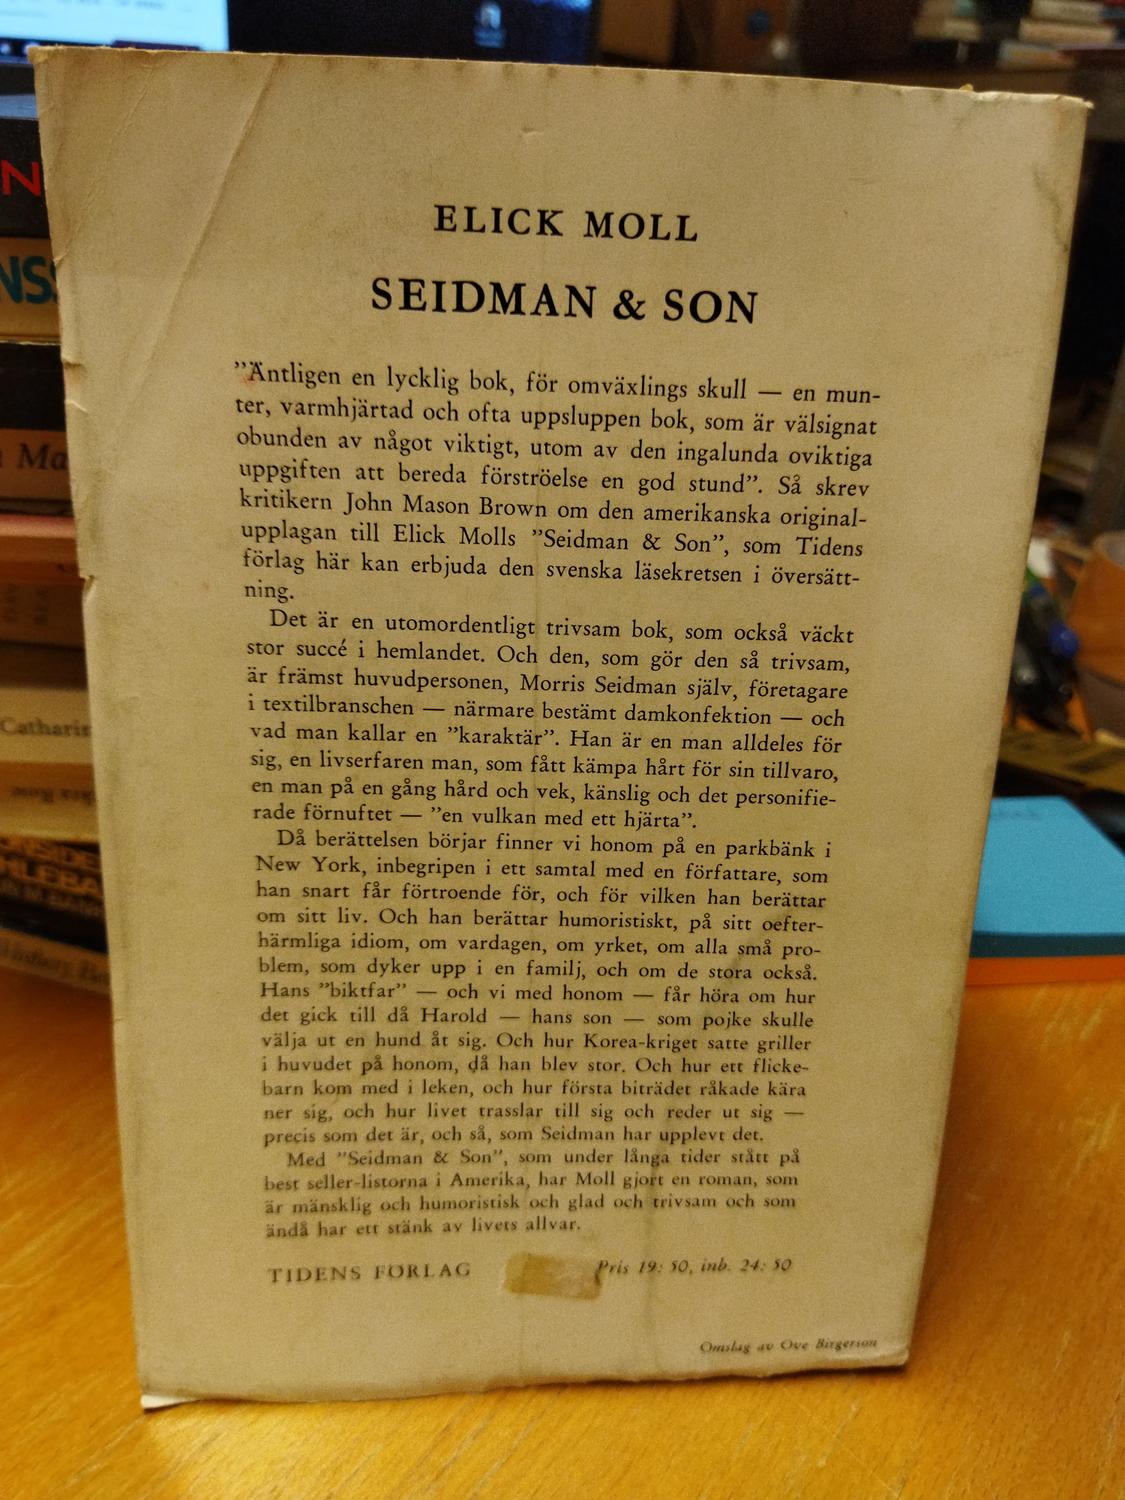 ELICK MOLL
SEIDMAN & SON
”Äntligen en lycklig bok, för omväxlings skull — en mun-
ter, varmhjärtad och ofta uppsluppen bok, som är välsignat
obunden av något viktigt, utom av den ingalunda oviktiga
uppgiften att bereda förströelse en god stund”. Så skrev
kritikern John Mason Brown om den amerikanska original-
upplagan till Elick Molls ”Seidman & Son”, som Tidens
förlag här kan erbjuda den svenska läsekretsen i översätt-
ning.
Det är en utomordentligt trivsam bok, som också väckt
stor succé i hemlandet. Och den, som gör den så trivsam,
är främst huvudpersonen, Morris Seidman själv, företagare
i textilbranschen — närmare bestämt damkonfektion — och
vad man kallar en ”karaktär”. Han är en man alldeles för
sig, en livserfaren man, som fått kämpa hårt för sin tillvaro,
en man på en gång hård och vek, känslig och det personifie-
rade förnuftet — ”en vulkan med ett hjärta”.
Då berättelsen börjar finner vi honom på en parkbänk i
New York, inbegripen i ett samtal med en författare, som
han snart får förtroende för, och för vilken han berättar
om sitt liv. Och han berättar humoristiskt, på sitt oefter-
härmliga idiom, om vardagen, om yrket, om alla små pro-
blem, som dyker upp i en familj, och om de stora också.
Hans ”biktfar” — och vi med honom — får höra om hur
det gick till då Harold — hans son — som pojke skulle
välja ut en hund åt sig. Och hur Korea-kriget satte griller
i huvudet på honom, då han blev stor. Och hur ett flicke-
barn kom med i leken, och hur första biträdet råkade kära
ner sig, och hur livet trasslar till sig och reder ut sig —
precis som det är, och så, som Seidman har upplevt det.
Med ”Seidman & Son”, som under långa tider stått på
best seller-listorna i Amerika, har Moll gjort en roman, som
är mänsklig och humoristisk och glad och trivsam och som
ändå har ett stänk av livets allvar.
TIDENS FÖRLAG
Pris 19: 50, inb. 24: 50
Omslag av Ove Birgerson
N
NSS
Ma
Catharin